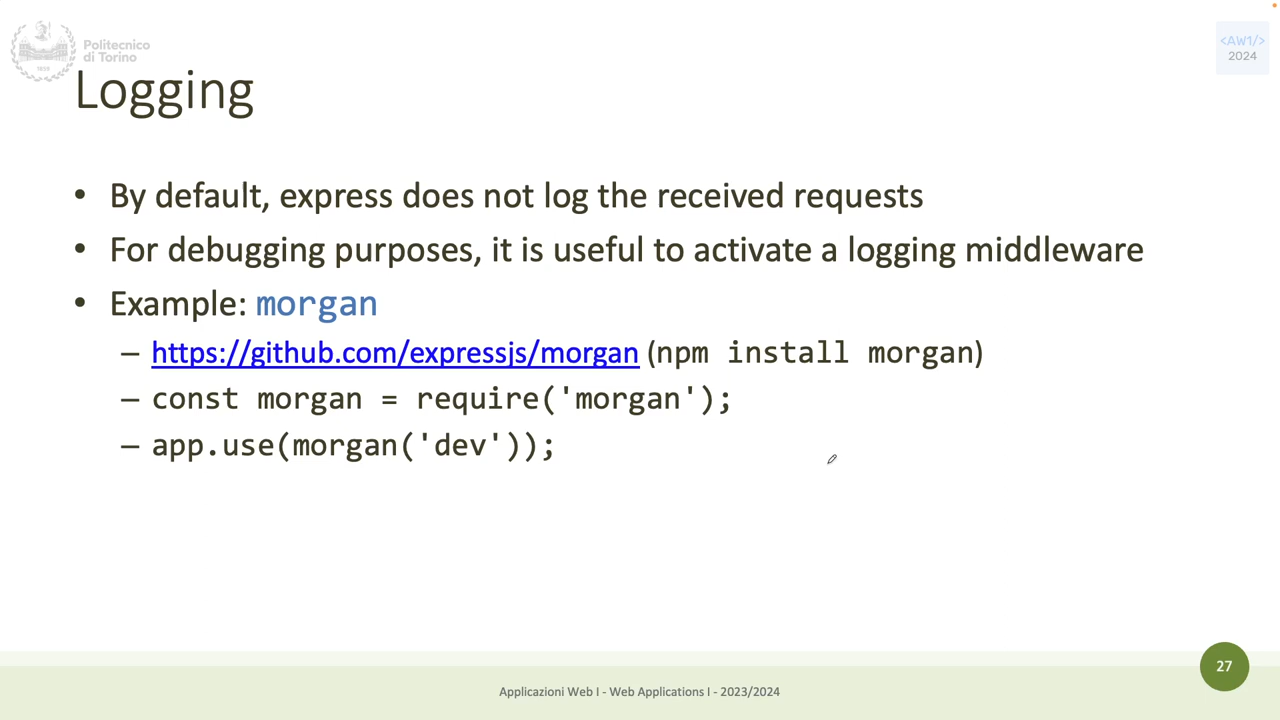 Politecnico
di Torino
1859
<AW1/>
2024
Logging
• By default, express does not log the received requests
• For debugging purposes, it is useful to activate a logging middleware
• Example: morgan
– https://github.com/expressjs/morgan (npm install morgan)
– const morgan = require('morgan');
– app.use(morgan('dev'));
27
Applicazioni Web I - Web Applications I - 2023/2024